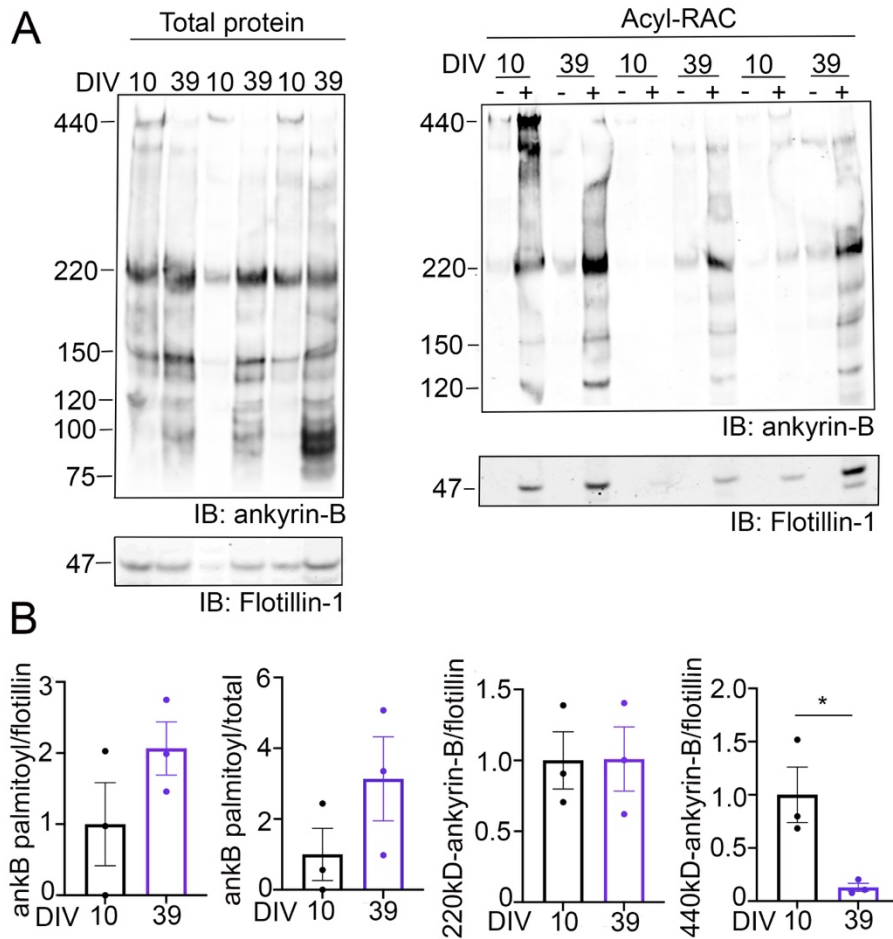 A
Total protein
DIV 10 39 10 39 10 39
440
220
150
120
100
75
IB: ankyrin-B
47
IB: Flotillin-1
Acyl-RAC
DIV 10 39 10 39 10 39
- + - + - + - + - + - +
440
220
150
120
IB: ankyrin-B
47
IB: Flotillin-1
B
ankB palmitoyl/flotillin
3
2
1
0
DIV 10 39
ankB palmitoyl/total
6
4
2
0
DIV 10 39
220kD-ankyrin-B/flotillin
1.5
1.0
0.5
0
DIV 10 39
440kD-ankyrin-B/flotillin
2.0
1.5
1.0
0.5
0
*
DIV 10 39